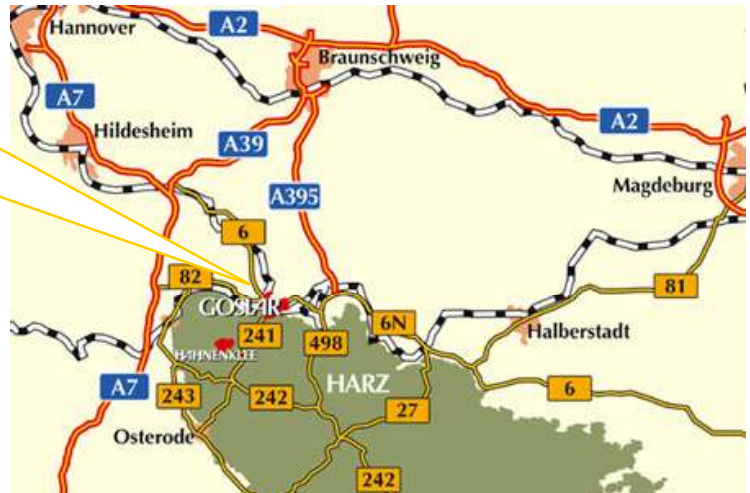 Hannover
A2
Braunschweig
A7
A2
Hildesheim
A39
Magdeburg
A395
6
82
81
GOSLAR
6N
Halberstadt
241
498
HAHNENKLEE
HARZ
A7
243
242
27
6
Osterode
242